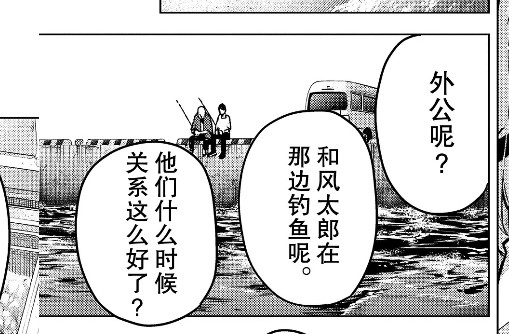 外公呢？
和风太郎在
那边钓鱼呢。
他们什么时候
关系这么好了？